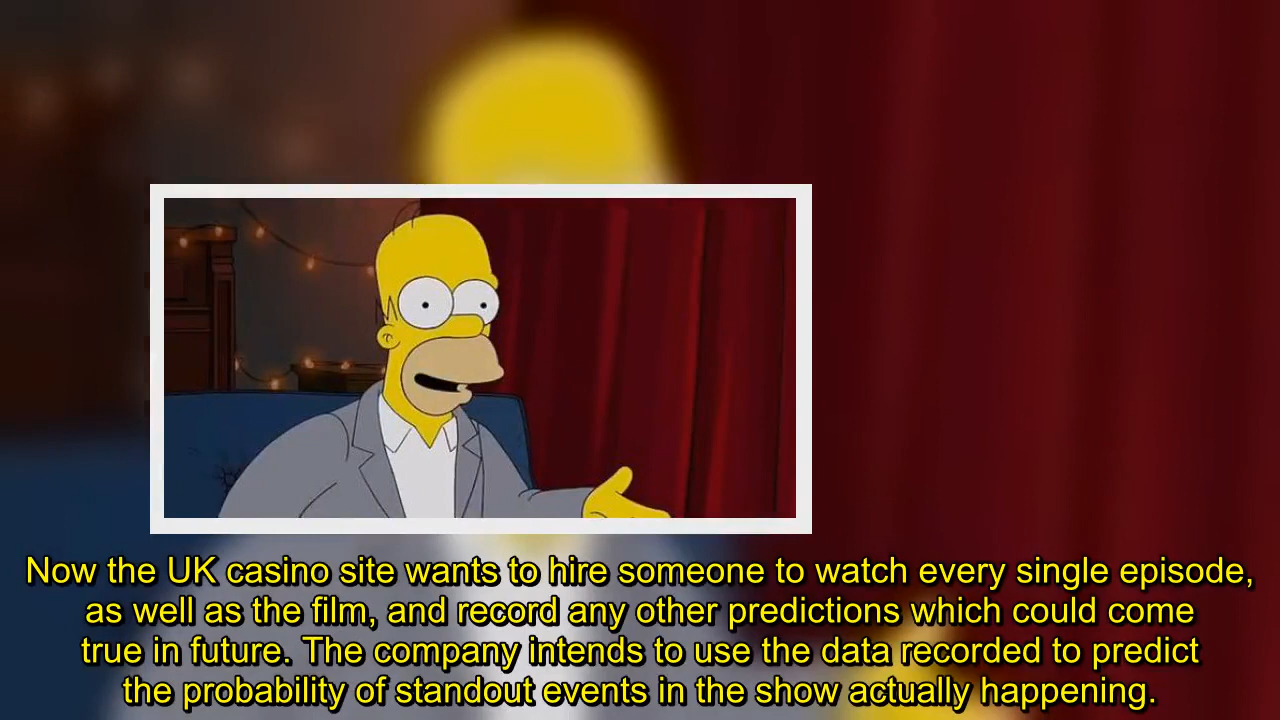 Now the UK casino site wants to hire someone to watch every single episode,
as well as the film, and record any other predictions which could come
true in future. The company intends to use the data recorded to predict
the probability of standout events in the show actually happening.